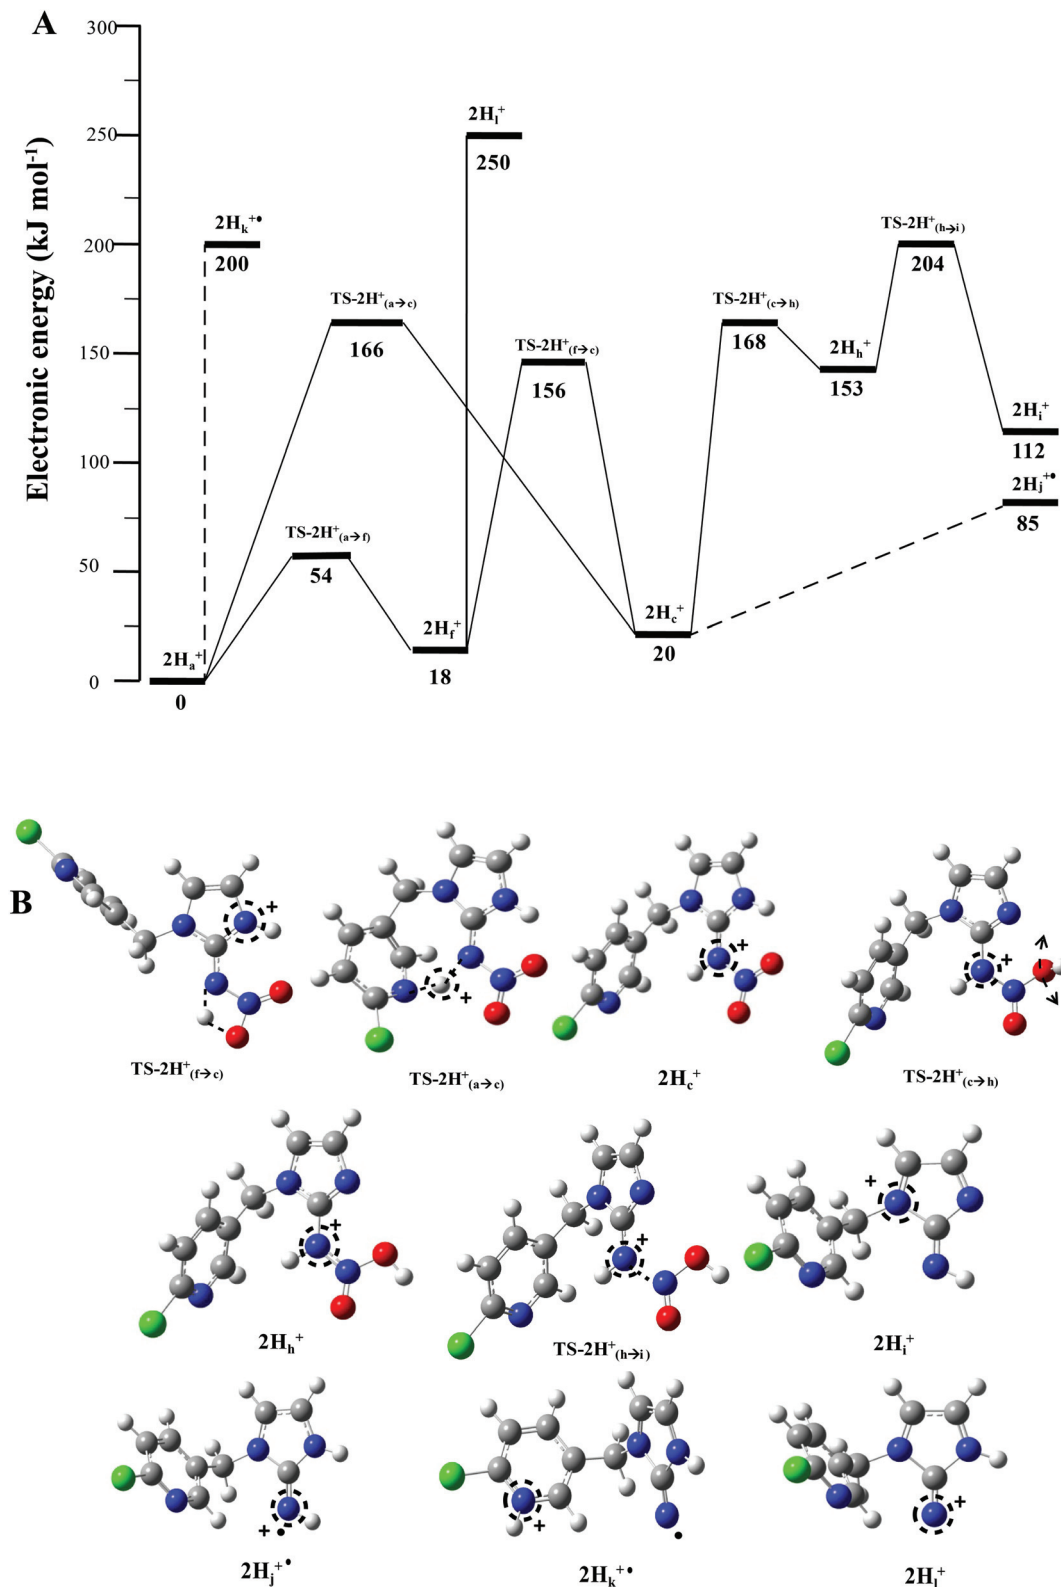 A
Electronic energy (kJ mol⁻¹)
300
250
200
150
100
50
0
2Hₗ⁺
250
2Hₖ⁺•
200
TS-2H⁺(h→i)
204
TS-2H⁺(a→c)
166
TS-2H⁺(c→h)
168
TS-2H⁺(f→c)
156
2Hₕ⁺
153
2Hᵢ⁺
112
2Hⱼ⁺•
85
TS-2H⁺(a→f)
54
2Hf⁺
18
2Hc⁺
20
2Hₐ⁺
0
B
+
+
+
+
TS-2H⁺(f→c)
TS-2H⁺(a→c)
2Hc⁺
TS-2H⁺(c→h)
+
+
+
2Hₕ⁺
TS-2H⁺(h→i)
2Hᵢ⁺
+ •
+
•
+
2Hⱼ⁺•
2Hₖ⁺•
2Hₗ⁺